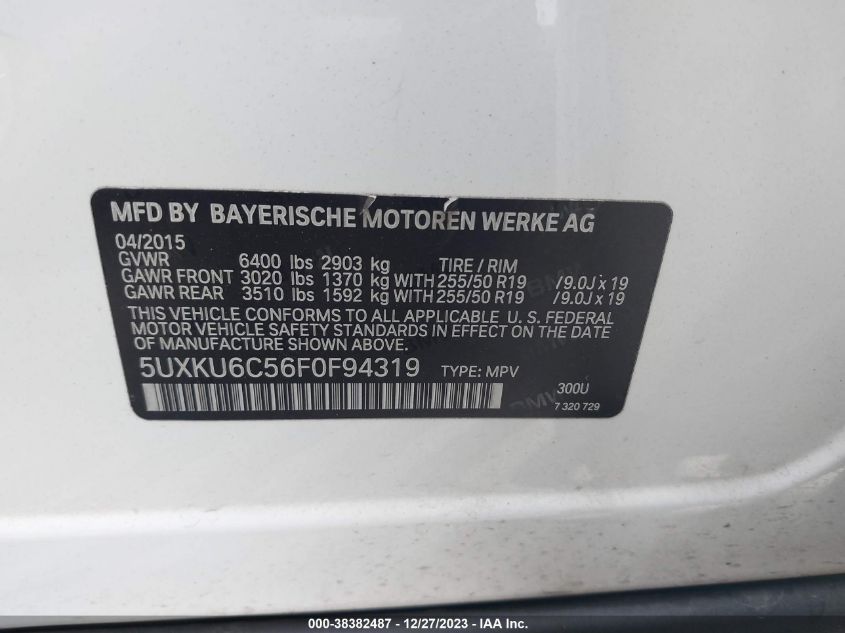 MFD BY BAYERISCHE MOTOREN WERKE AG
04/2015
GVWR 6400 lbs 2903 kg TIRE / RIM
GAWR FRONT 3020 lbs 1370 kg WITH 255/50 R19 /9.0J x 19
GAWR REAR 3510 lbs 1592 kg WITH 255/50 R19 /9.0J x 19
THIS VEHICLE CONFORMS TO ALL APPLICABLE U. S. FEDERAL
MOTOR VEHICLE SAFETY STANDARDS IN EFFECT ON THE DATE
OF MANUFACTURE SHOWN ABOVE.
5UXKU6C56F0F94319 TYPE: MPV
300U
7 320 729
000-38382487 - 12/27/2023 - IAA Inc.